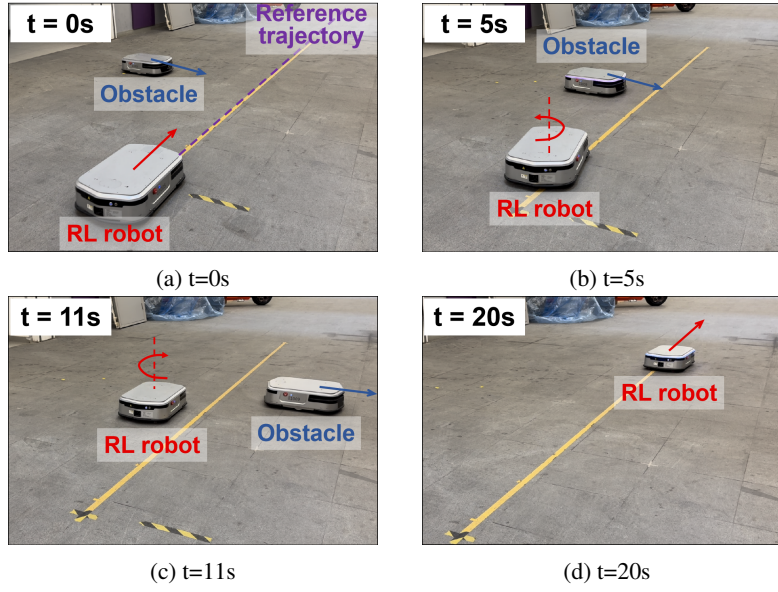 t = 0s
Reference
trajectory
Obstacle
RL robot
(a) t=0s
t = 5s
Obstacle
RL robot
(b) t=5s
t = 11s
RL robot
Obstacle
(c) t=11s
t = 20s
RL robot
(d) t=20s